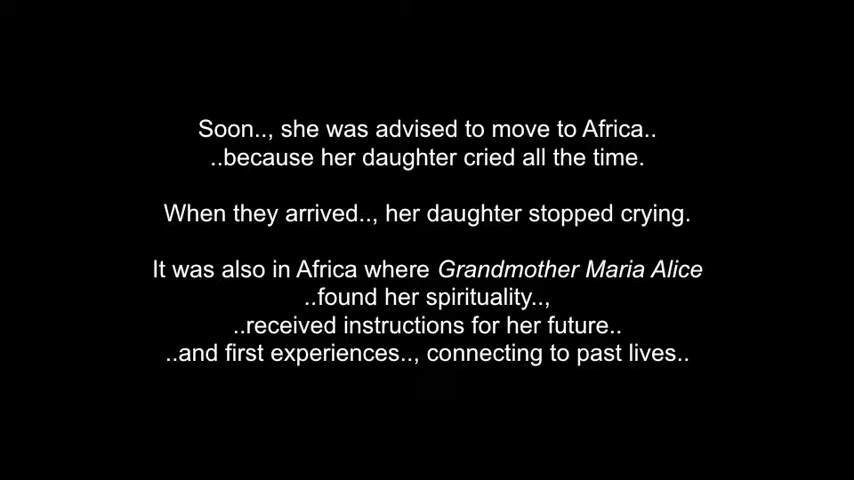 Soon.., she was advised to move to Africa..
..because her daughter cried all the time.
When they arrived.., her daughter stopped crying.
It was also in Africa where Grandmother Maria Alice
..found her spirituality..,
..received instructions for her future..
..and first experiences.., connecting to past lives..